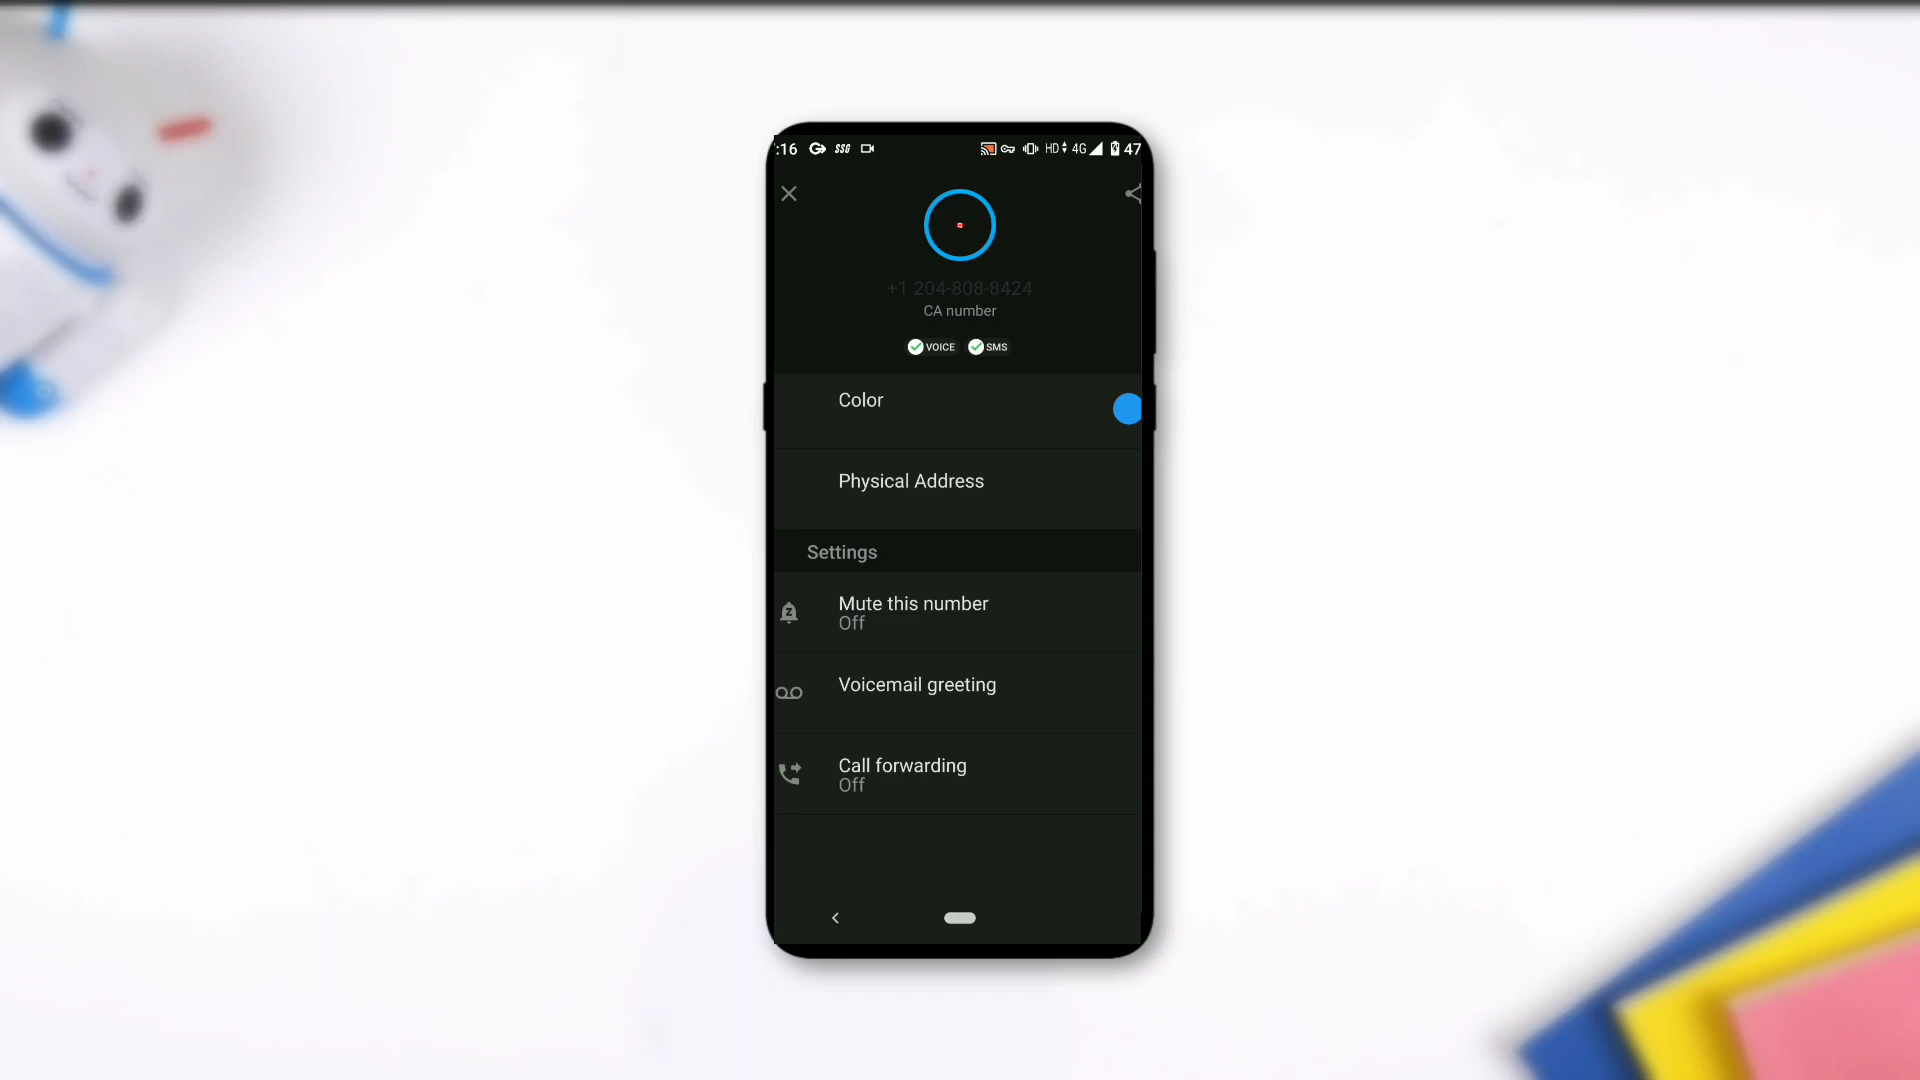 :16 SSG HD 4G 47
+1 204-808-8424
CA number
VOICE SMS
Color
Physical Address
Settings
Mute this number
Off
Voicemail greeting
Call forwarding
Off